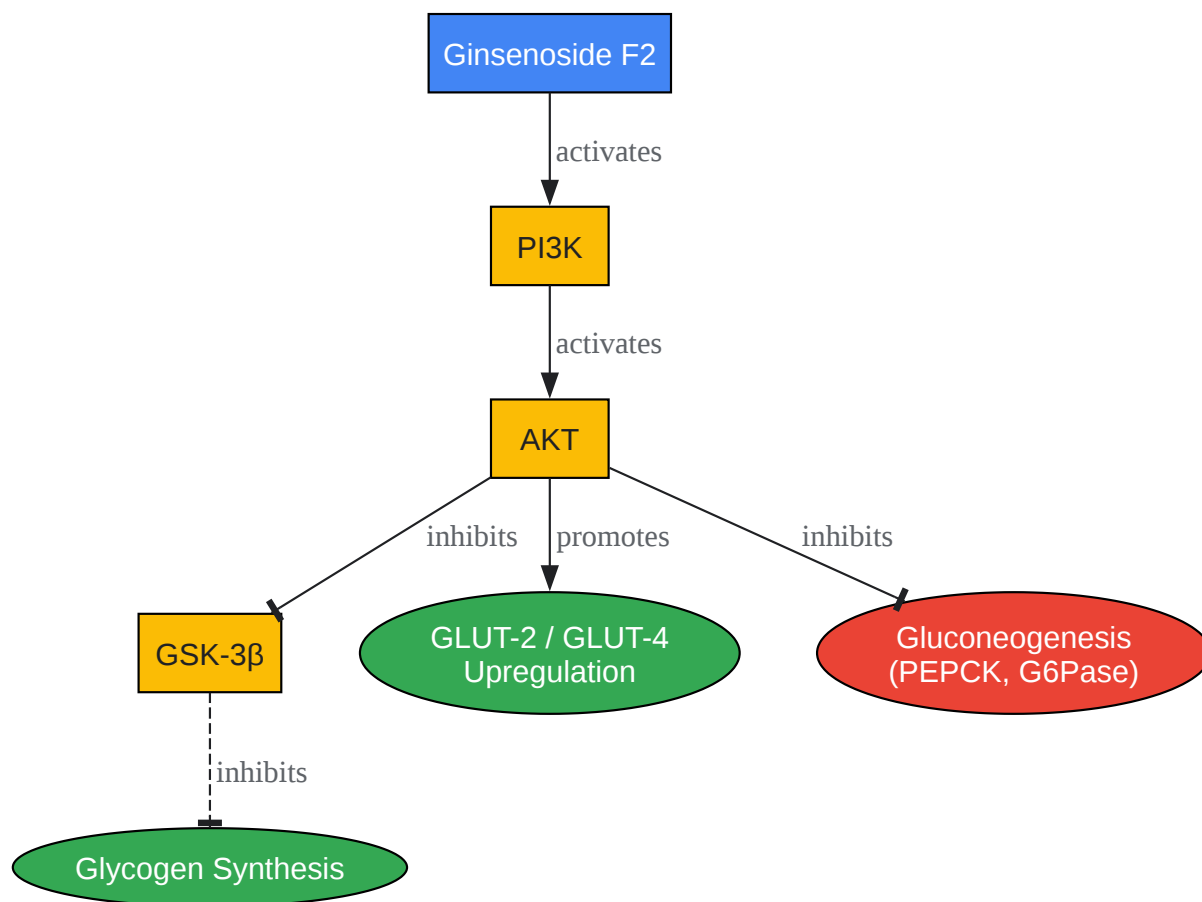 Ginsenoside F2
activates
PI3K
activates
AKT
inhibits
promotes
inhibits
GSK-3β
GLUT-2 / GLUT-4
Upregulation
Gluconeogenesis
(PEPCK, G6Pase)
inhibits
Glycogen Synthesis